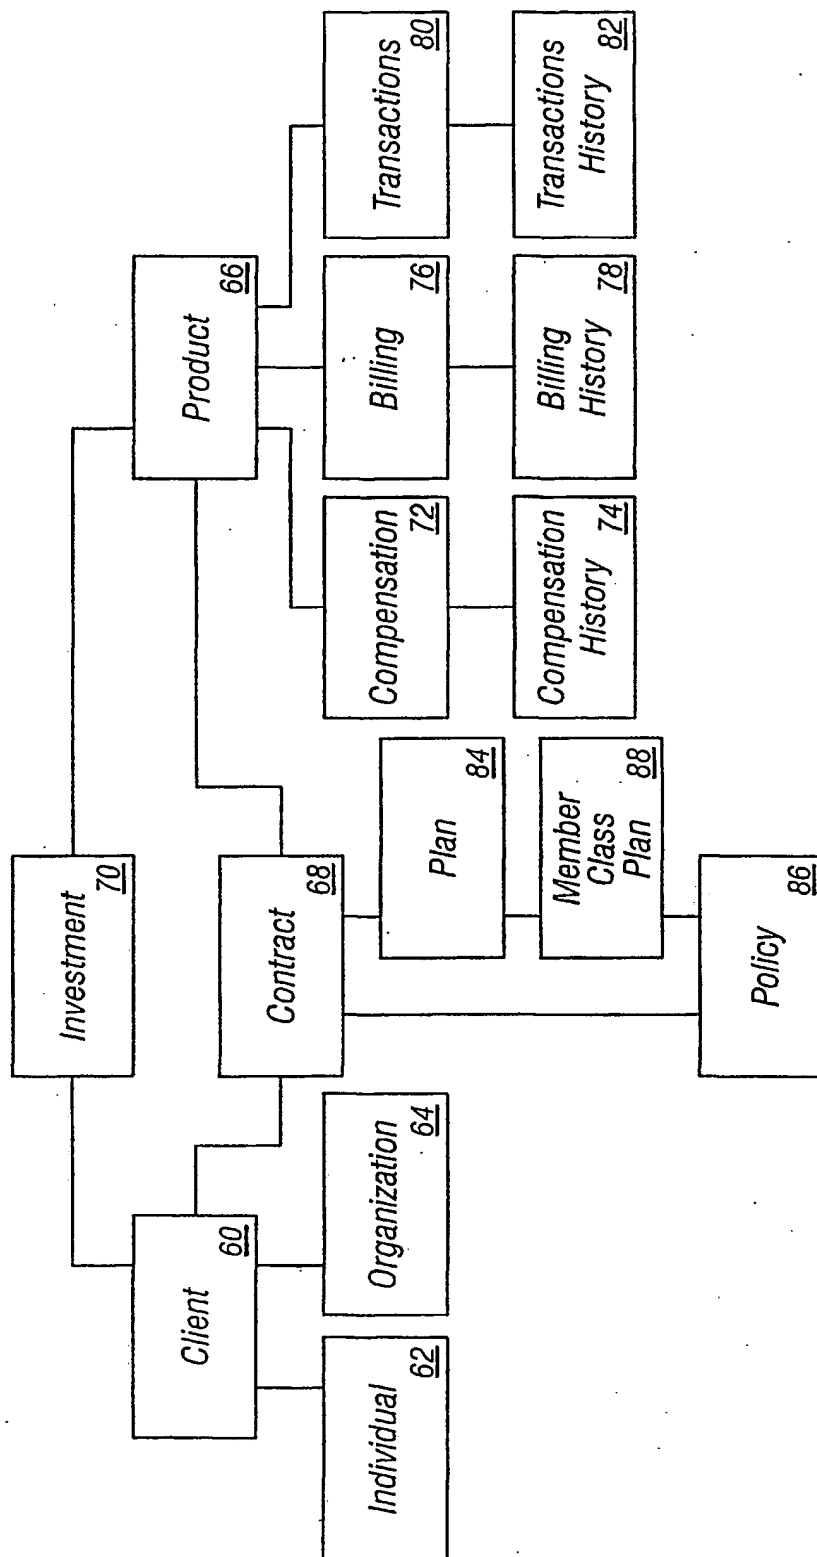 Investment
70
Client
60
Product
66
Contract
68
Individual
62
Organization
64
Compensation
72
Billing
76
Transactions
80
Plan
84
Compensation
History
74
Billing
History
78
Transactions
History
82
Member
Class
Plan
88
Policy
86